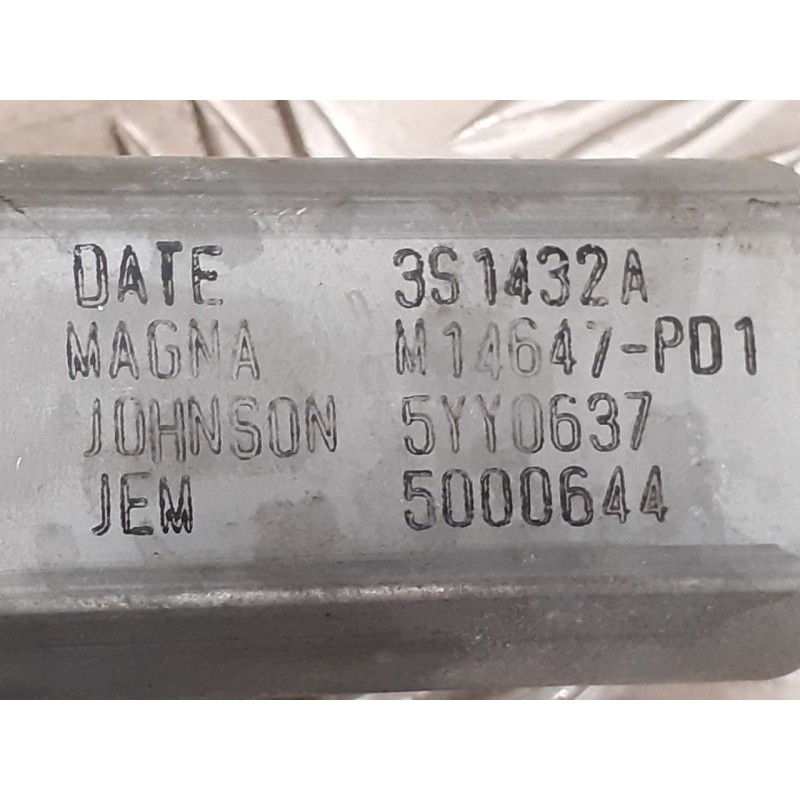 DATE 3S1432A
MAGNA M14647-PD1
JOHNSON 5YY0637
JEM 5000644